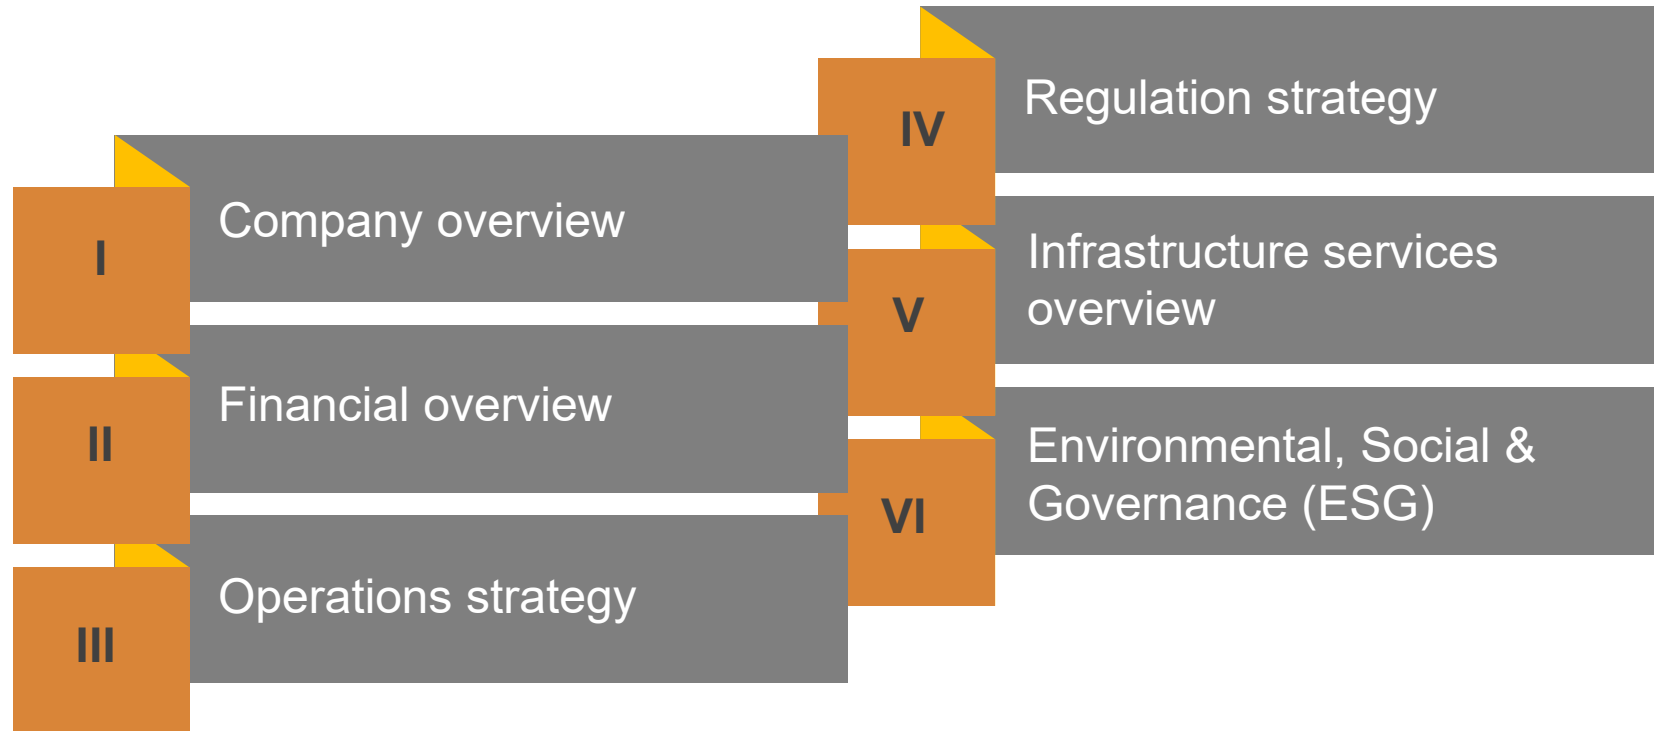 I
Company overview
II
Financial overview
III
Operations strategy
IV
Regulation strategy
V
Infrastructure services
overview
VI
Environmental, Social &
Governance (ESG)